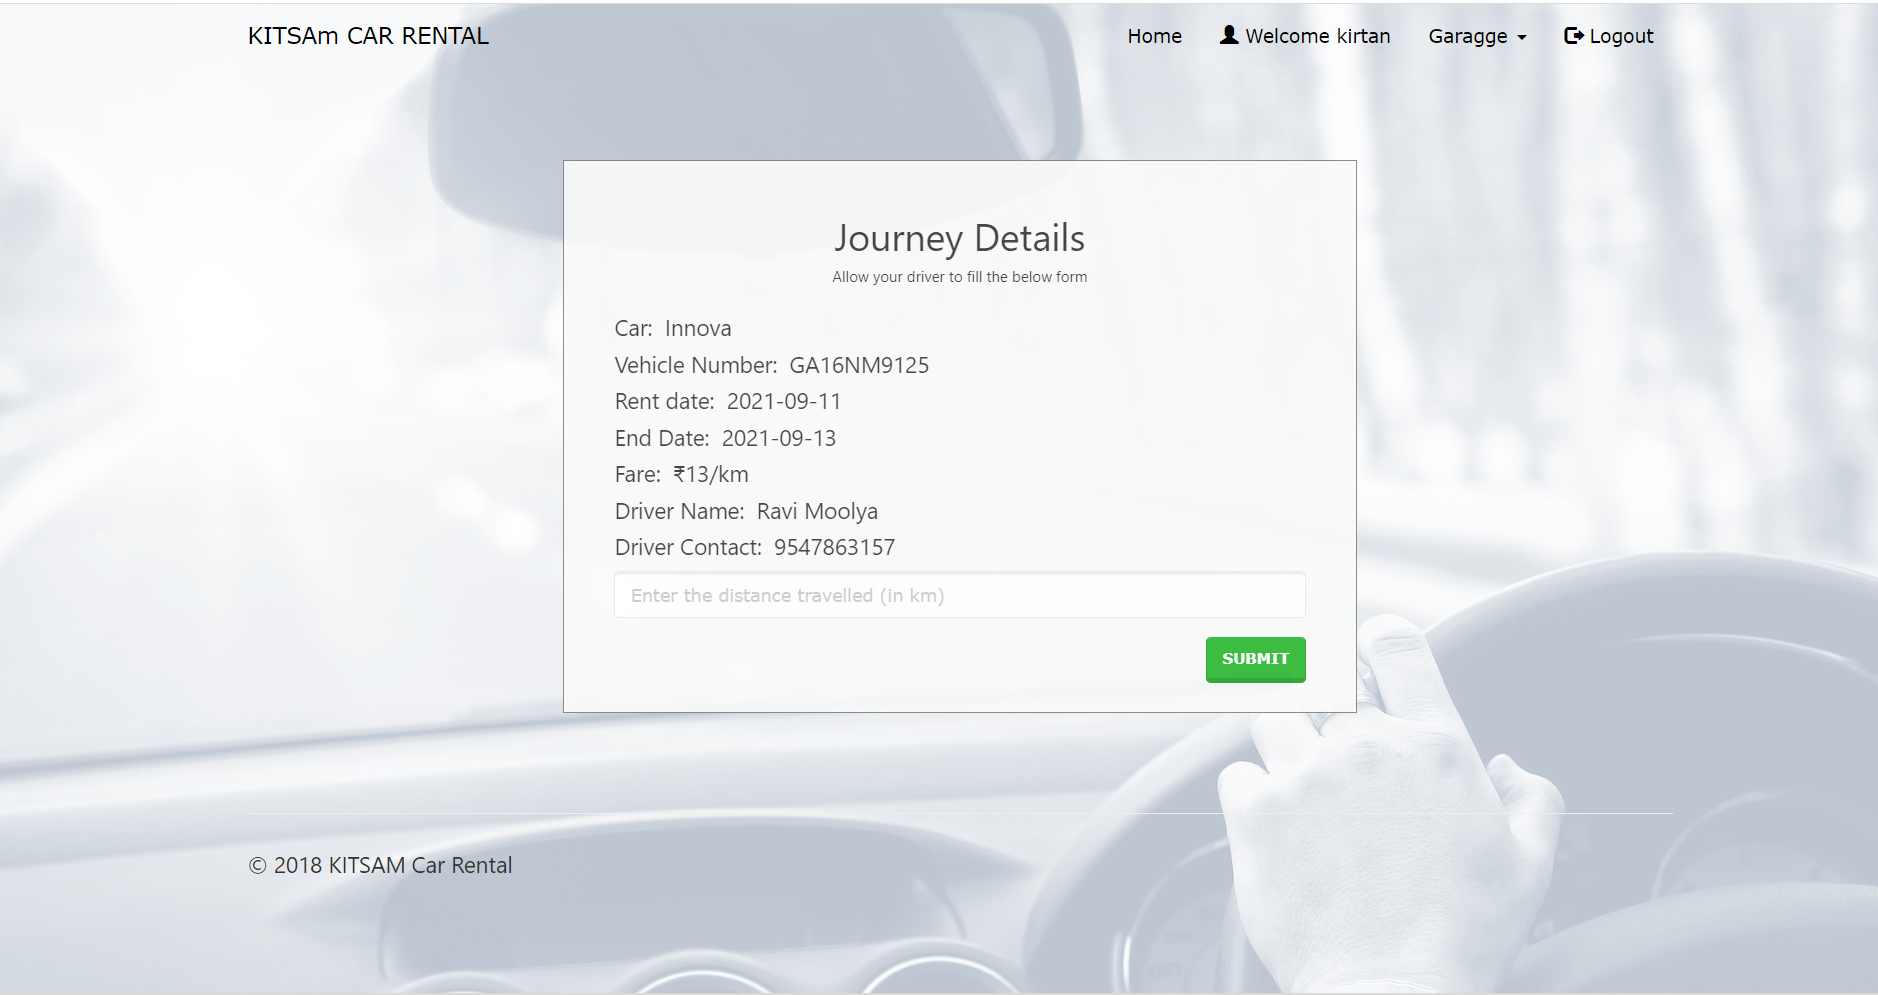 KITSAm CAR RENTAL
Home
Welcome kirtan
Garagge
Logout
Journey Details
Allow your driver to fill the below form
Car: Innova
Vehicle Number: GA16NM9125
Rent date: 2021-09-11
End Date: 2021-09-13
Fare: ₹13/km
Driver Name: Ravi Moolya
Driver Contact: 9547863157
Enter the distance travelled (in km)
SUBMIT
© 2018 KITSAM Car Rental